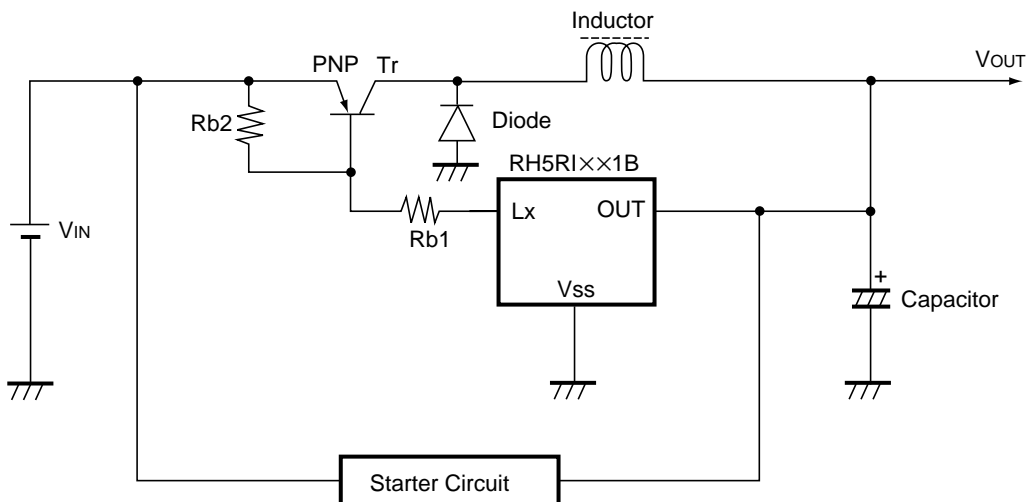 Inductor
PNP Tr
VOUT
Rb2
Diode
RH5RI××1B
Lx OUT
VIN
Rb1
Vss
+
Capacitor
Starter Circuit